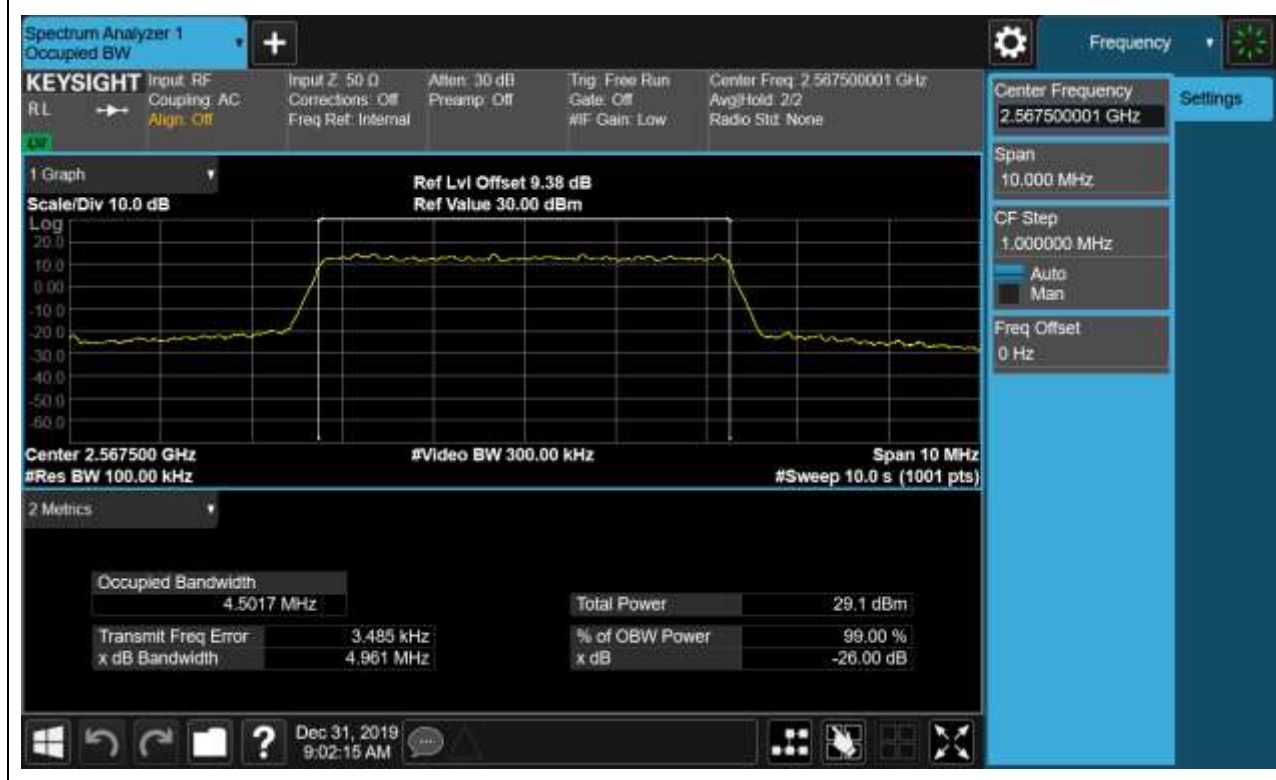 Spectrum Analyzer 1
Occupied BW
+
Frequency
KEYSIGHT
RL
Input: RF
Coupling: AC
Align: Off
Input Z: 50 Ω
Corrections: Off
Freq Ref: Internal
Atten: 30 dB
Preamp: Off
Trig: Free Run
Gate: Off
#IF Gain: Low
Center Freq: 2.567500001 GHz
Avg|Hold: 2/2
Radio Std: None
Center Frequency
2.567500001 GHz
Settings
Span
10.000 MHz
CF Step
1.000000 MHz
Auto
Man
Freq Offset
0 Hz
1 Graph
Scale/Div 10.0 dB
Ref Lvl Offset 9.38 dB
Ref Value 30.00 dBm
Log
20.0
10.0
0.00
-10.0
-20.0
-30.0
-40.0
-50.0
-60.0
Center 2.567500 GHz
#Video BW 300.00 kHz
Span 10 MHz
#Res BW 100.00 kHz
#Sweep 10.0 s (1001 pts)
2 Metrics
Occupied Bandwidth
4.5017 MHz
Total Power 29.1 dBm
Transmit Freq Error 3.485 kHz
% of OBW Power 99.00 %
x dB Bandwidth 4.961 MHz
x dB -26.00 dB
?
Dec 31, 2019
9:02:15 AM